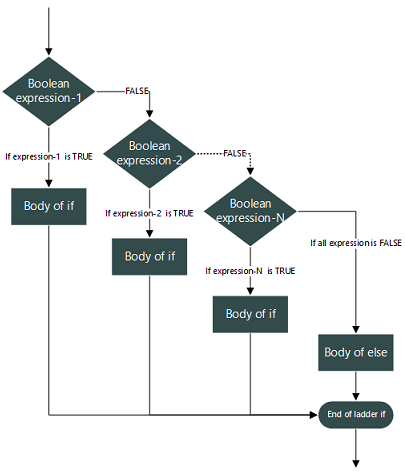 Boolean
expression-1
FALSE
If expression-1 is TRUE
Body of if
Boolean
expression-2
FALSE
If expression-2 is TRUE
Body of if
Boolean
expression-N
If all expression is FALSE
If expression-N is TRUE
Body of if
Body of else
End of ladder if